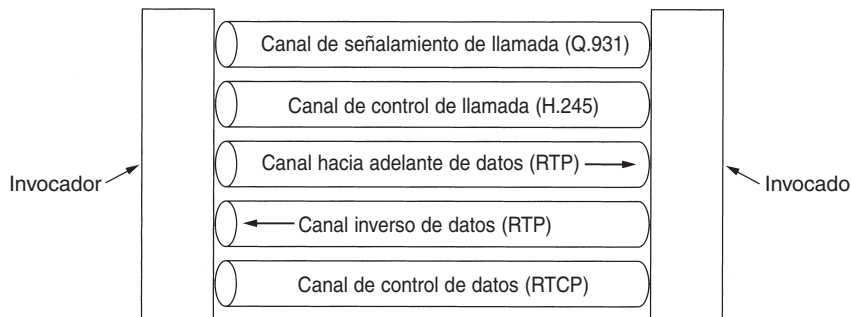 Canal de señalamiento de llamada (Q.931)
Canal de control de llamada (H.245)
Canal hacia adelante de datos (RTP)
Invocador
Invocado
Canal inverso de datos (RTP)
Canal de control de datos (RTCP)